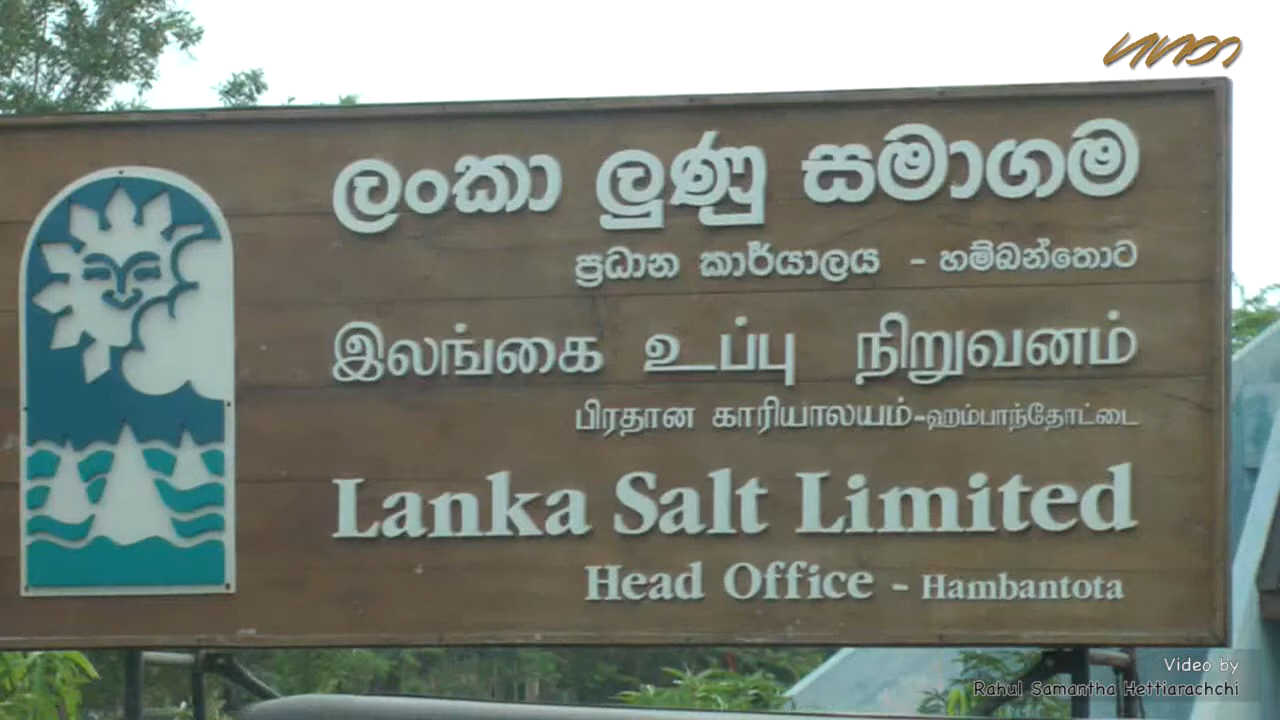 ගගන
ලංකා ලුණු සමාගම
ප්‍රධාන කාර්යාලය - හම්බන්තොට
இலங்கை உப்பு நிறுவனம்
பிரதான காரியாலயம்-ஹம்பாந்தோட்டை
Lanka Salt Limited
Head Office - Hambantota
Video by
Rahul Samantha Hettiarachchi